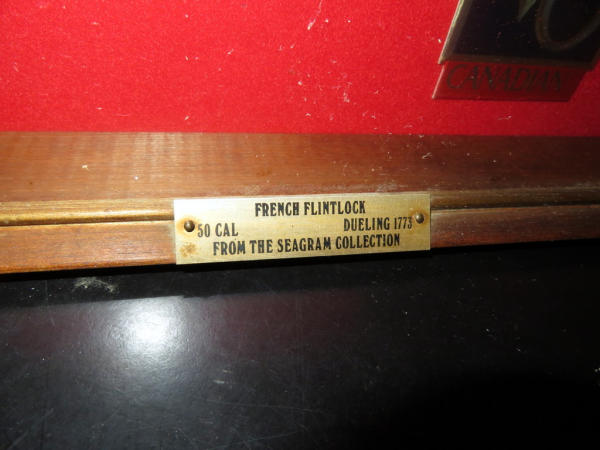 CANADIAN
FRENCH FLINTLOCK
50 CAL DUELING 1773
FROM THE SEAGRAM COLLECTION